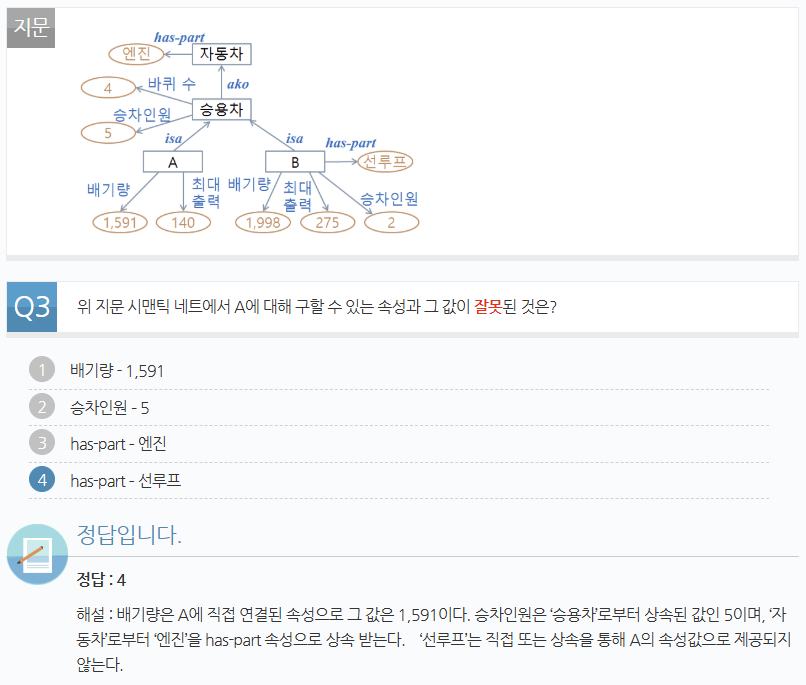 지문
has-part
엔진
자동차
4
바퀴 수
ako
승차인원
승용차
5
isa
isa
has-part
A
B
선루프
배기량
최대
출력
배기량
최대
출력
승차인원
1,591
140
1,998
275
2
Q3
위 지문 시맨틱 네트에서 A에 대해 구할 수 있는 속성과 그 값이 잘못된 것은?
1 배기량 - 1,591
2 승차인원 - 5
3 has-part - 엔진
4 has-part - 선루프
정답입니다.
정답 : 4
해설 : 배기량은 A에 직접 연결된 속성으로 그 값은 1,591이다. 승차인원은 ‘승용차’로부터 상속된 값인 5이며, ‘자
동차’로부터 ‘엔진’을 has-part 속성으로 상속 받는다. ‘선루프’는 직접 또는 상속을 통해 A의 속성값으로 제공되지
않는다.